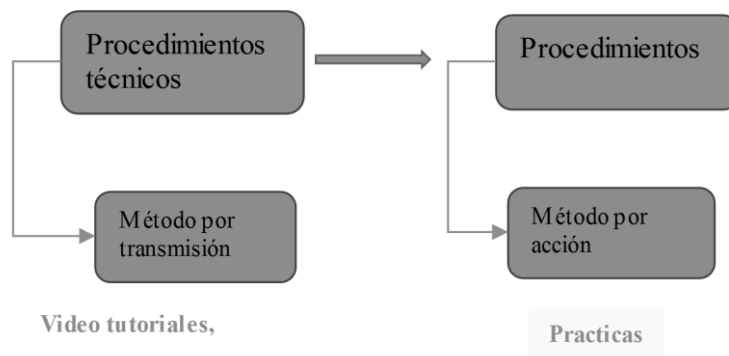 Procedimientos
técnicos
Procedimientos
Método por
transmisión
Método por
acción
Video tutoriales,
Practicas